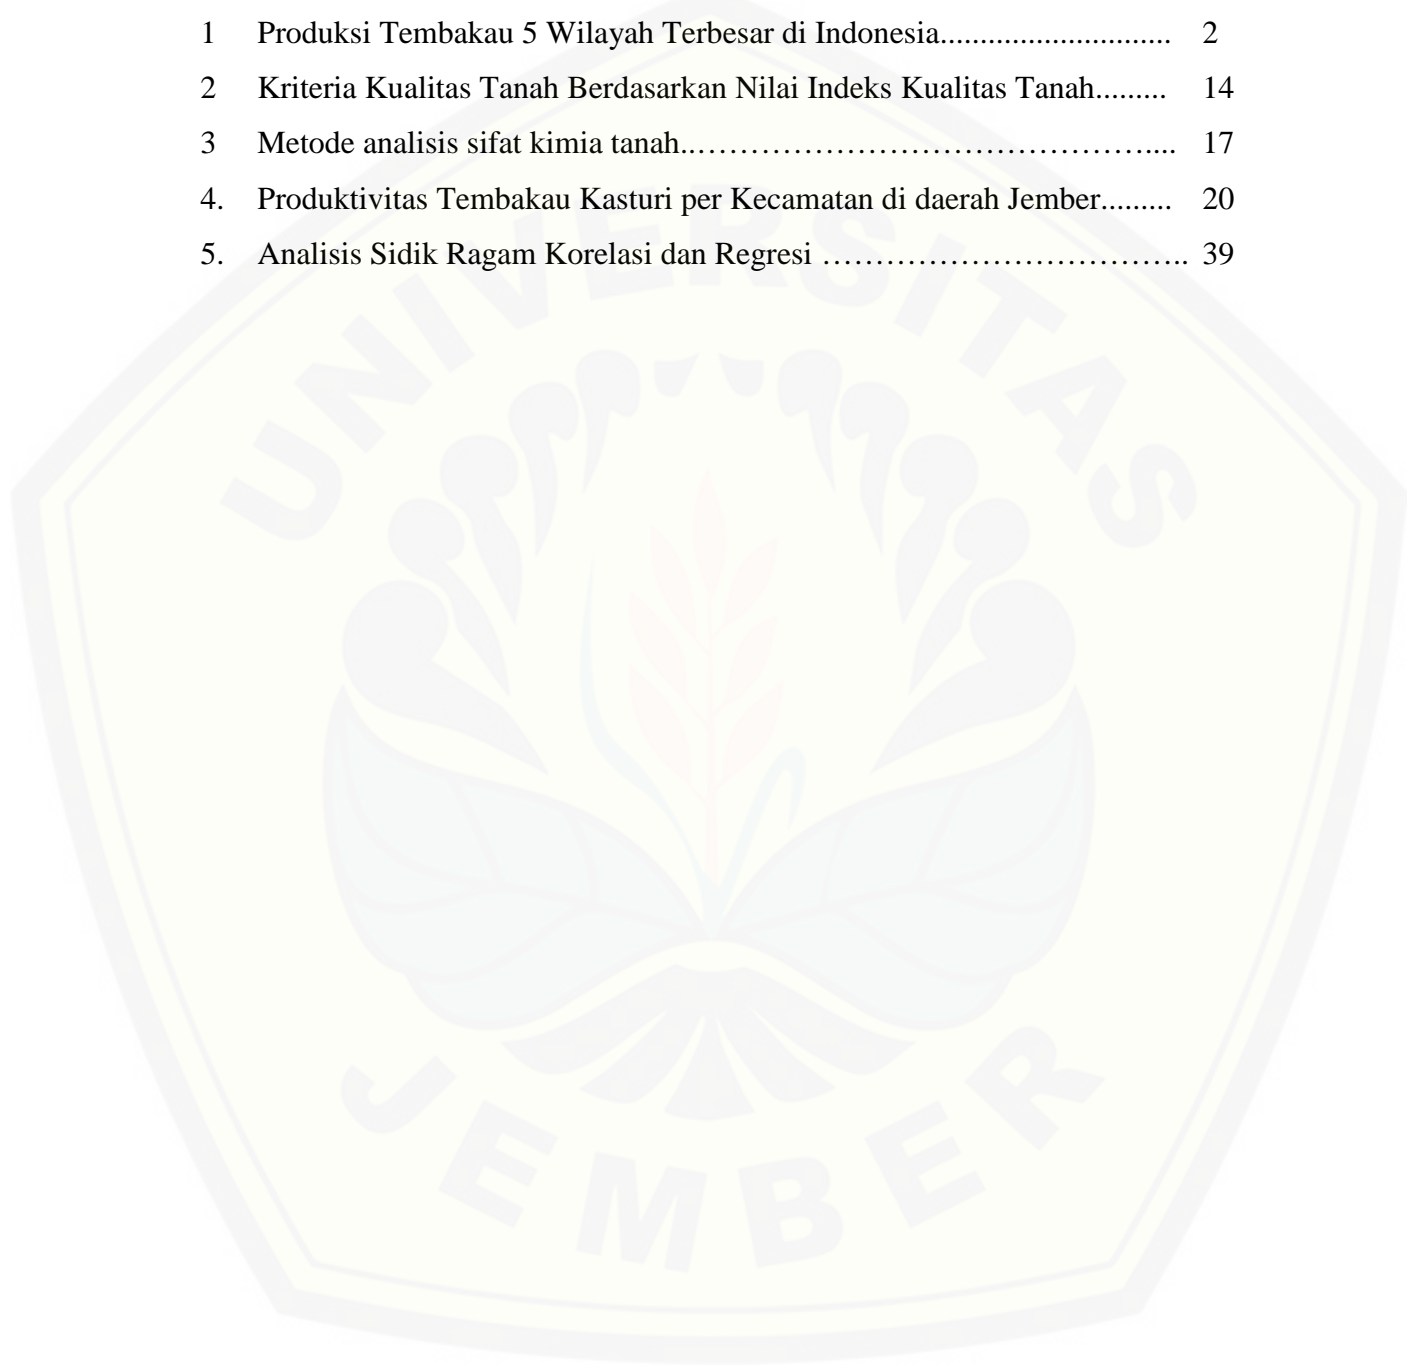 1 Produksi Tembakau 5 Wilayah Terbesar di Indonesia............................. 2
2 Kriteria Kualitas Tanah Berdasarkan Nilai Indeks Kualitas Tanah......... 14
3 Metode analisis sifat kimia tanah..……………………………………….... 17
4. Produktivitas Tembakau Kasturi per Kecamatan di daerah Jember......... 20
5. Analisis Sidik Ragam Korelasi dan Regresi …………………………….. 39
UNIVERSITAS
JEMBER